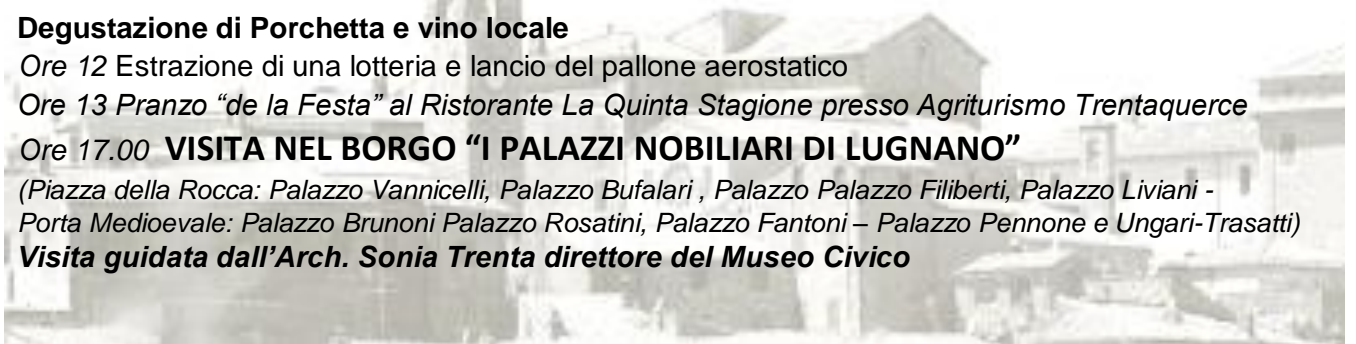 Degustazione di Porchetta e vino locale
Ore 12 Estrazione di una lotteria e lancio del pallone aerostatico
Ore 13 Pranzo “de la Festa” al Ristorante La Quinta Stagione presso Agriturismo Trentaquerce
Ore 17.00 VISITA NEL BORGO “I PALAZZI NOBILIARI DI LUGNANO”
(Piazza della Rocca: Palazzo Vannicelli, Palazzo Bufalari , Palazzo Palazzo Filiberti, Palazzo Liviani -
Porta Medioevale: Palazzo Brunoni Palazzo Rosatini, Palazzo Fantoni – Palazzo Pennone e Ungari-Trasatti)
Visita guidata dall’Arch. Sonia Trenta direttore del Museo Civico